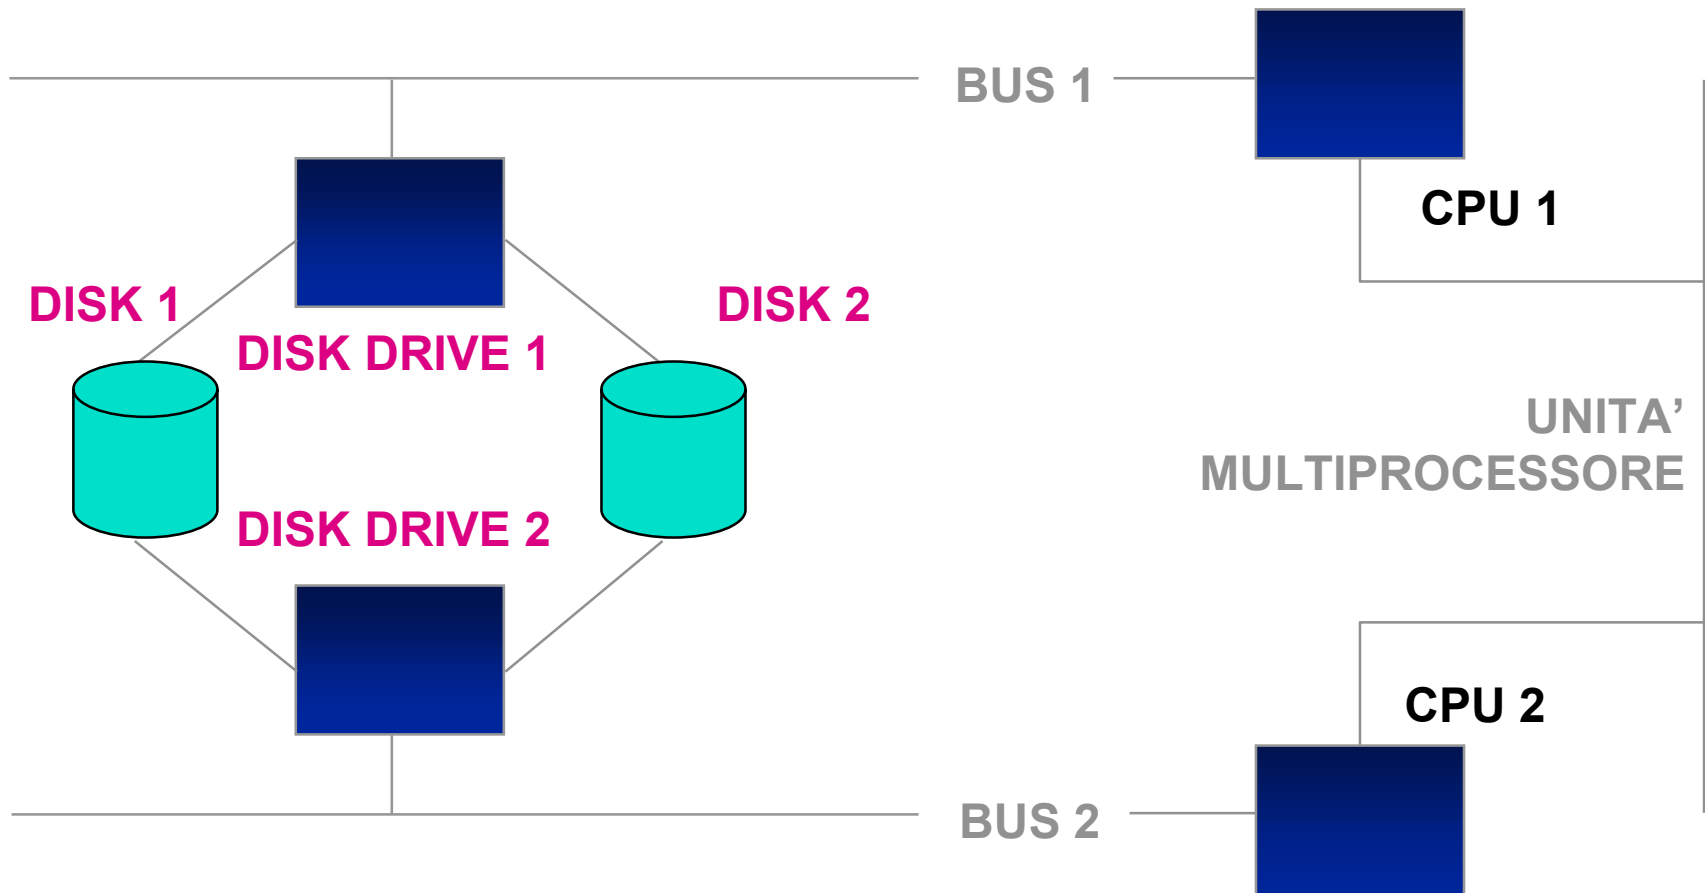 BUS 1
CPU 1
DISK 1
DISK 2
DISK DRIVE 1
UNITA’
MULTIPROCESSORE
DISK DRIVE 2
CPU 2
BUS 2